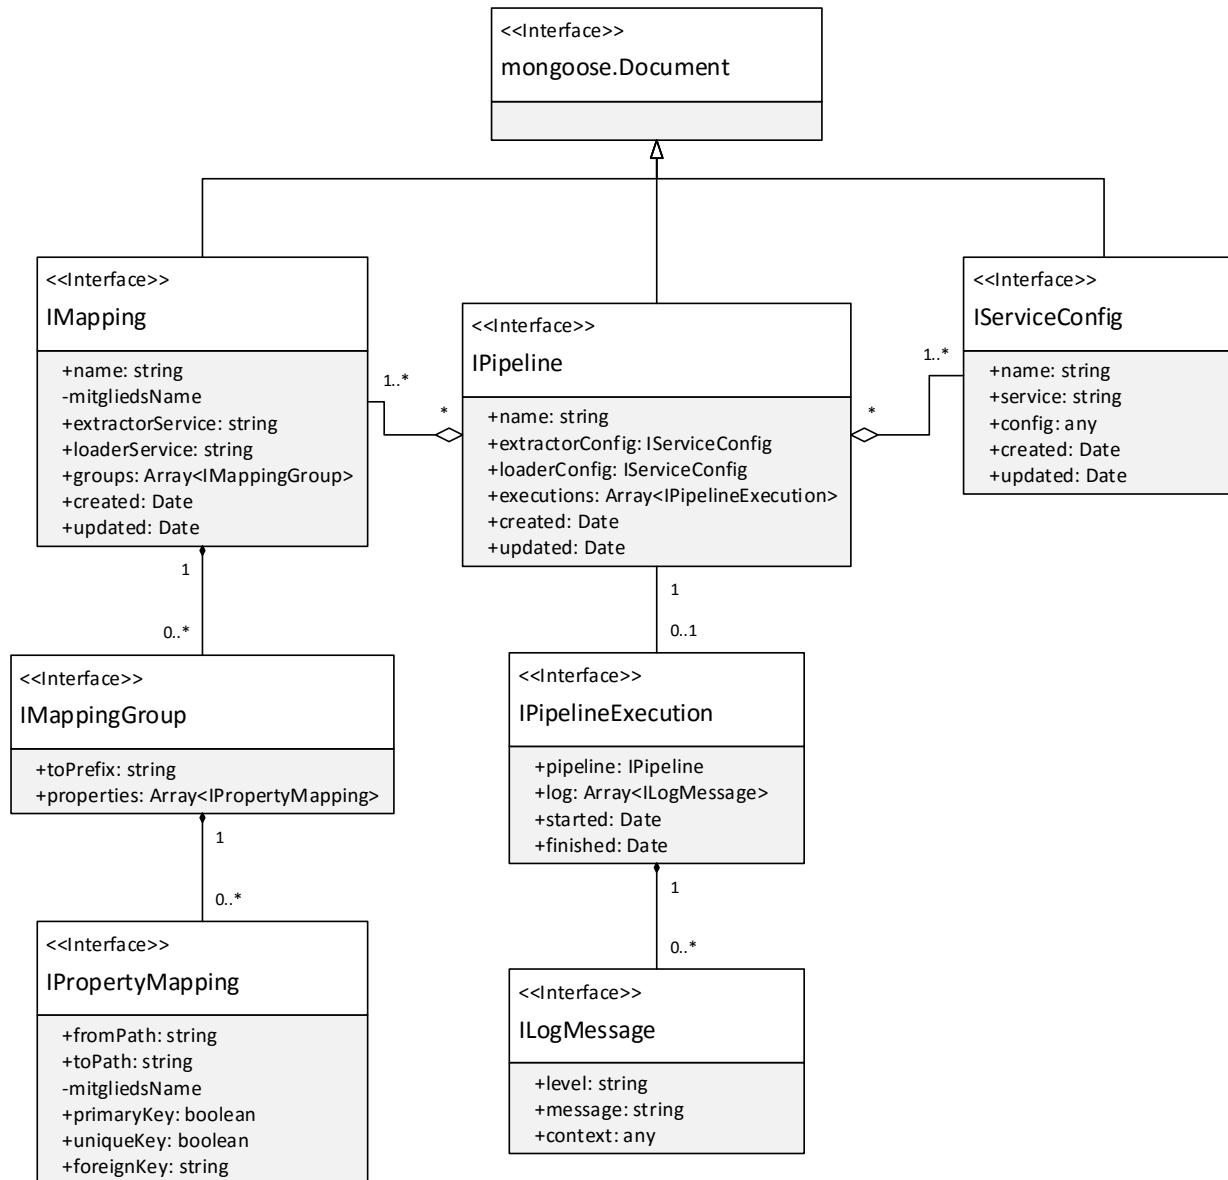 <<Interface>>
mongoose.Document
<<Interface>>
IMapping
+name: string
-mitgliedsName
+extractorService: string
+loaderService: string
+groups: Array<IMappingGroup>
+created: Date
+updated: Date
1..*
*
<<Interface>>
IPipeline
+name: string
+extractorConfig: IServiceConfig
+loaderConfig: IServiceConfig
+executions: Array<IPipelineExecution>
+created: Date
+updated: Date
*
1..*
<<Interface>>
IServiceConfig
+name: string
+service: string
+config: any
+created: Date
+updated: Date
1
0..*
1
0..1
<<Interface>>
IMappingGroup
+toPrefix: string
+properties: Array<IPropertyMapping>
<<Interface>>
IPipelineExecution
+pipeline: IPipeline
+log: Array<ILogMessage>
+started: Date
+finished: Date
1
0..*
1
0..*
<<Interface>>
IPropertyMapping
+fromPath: string
+toPath: string
-mitgliedsName
+primaryKey: boolean
+uniqueKey: boolean
+foreignKey: string
<<Interface>>
ILogMessage
+level: string
+message: string
+context: any